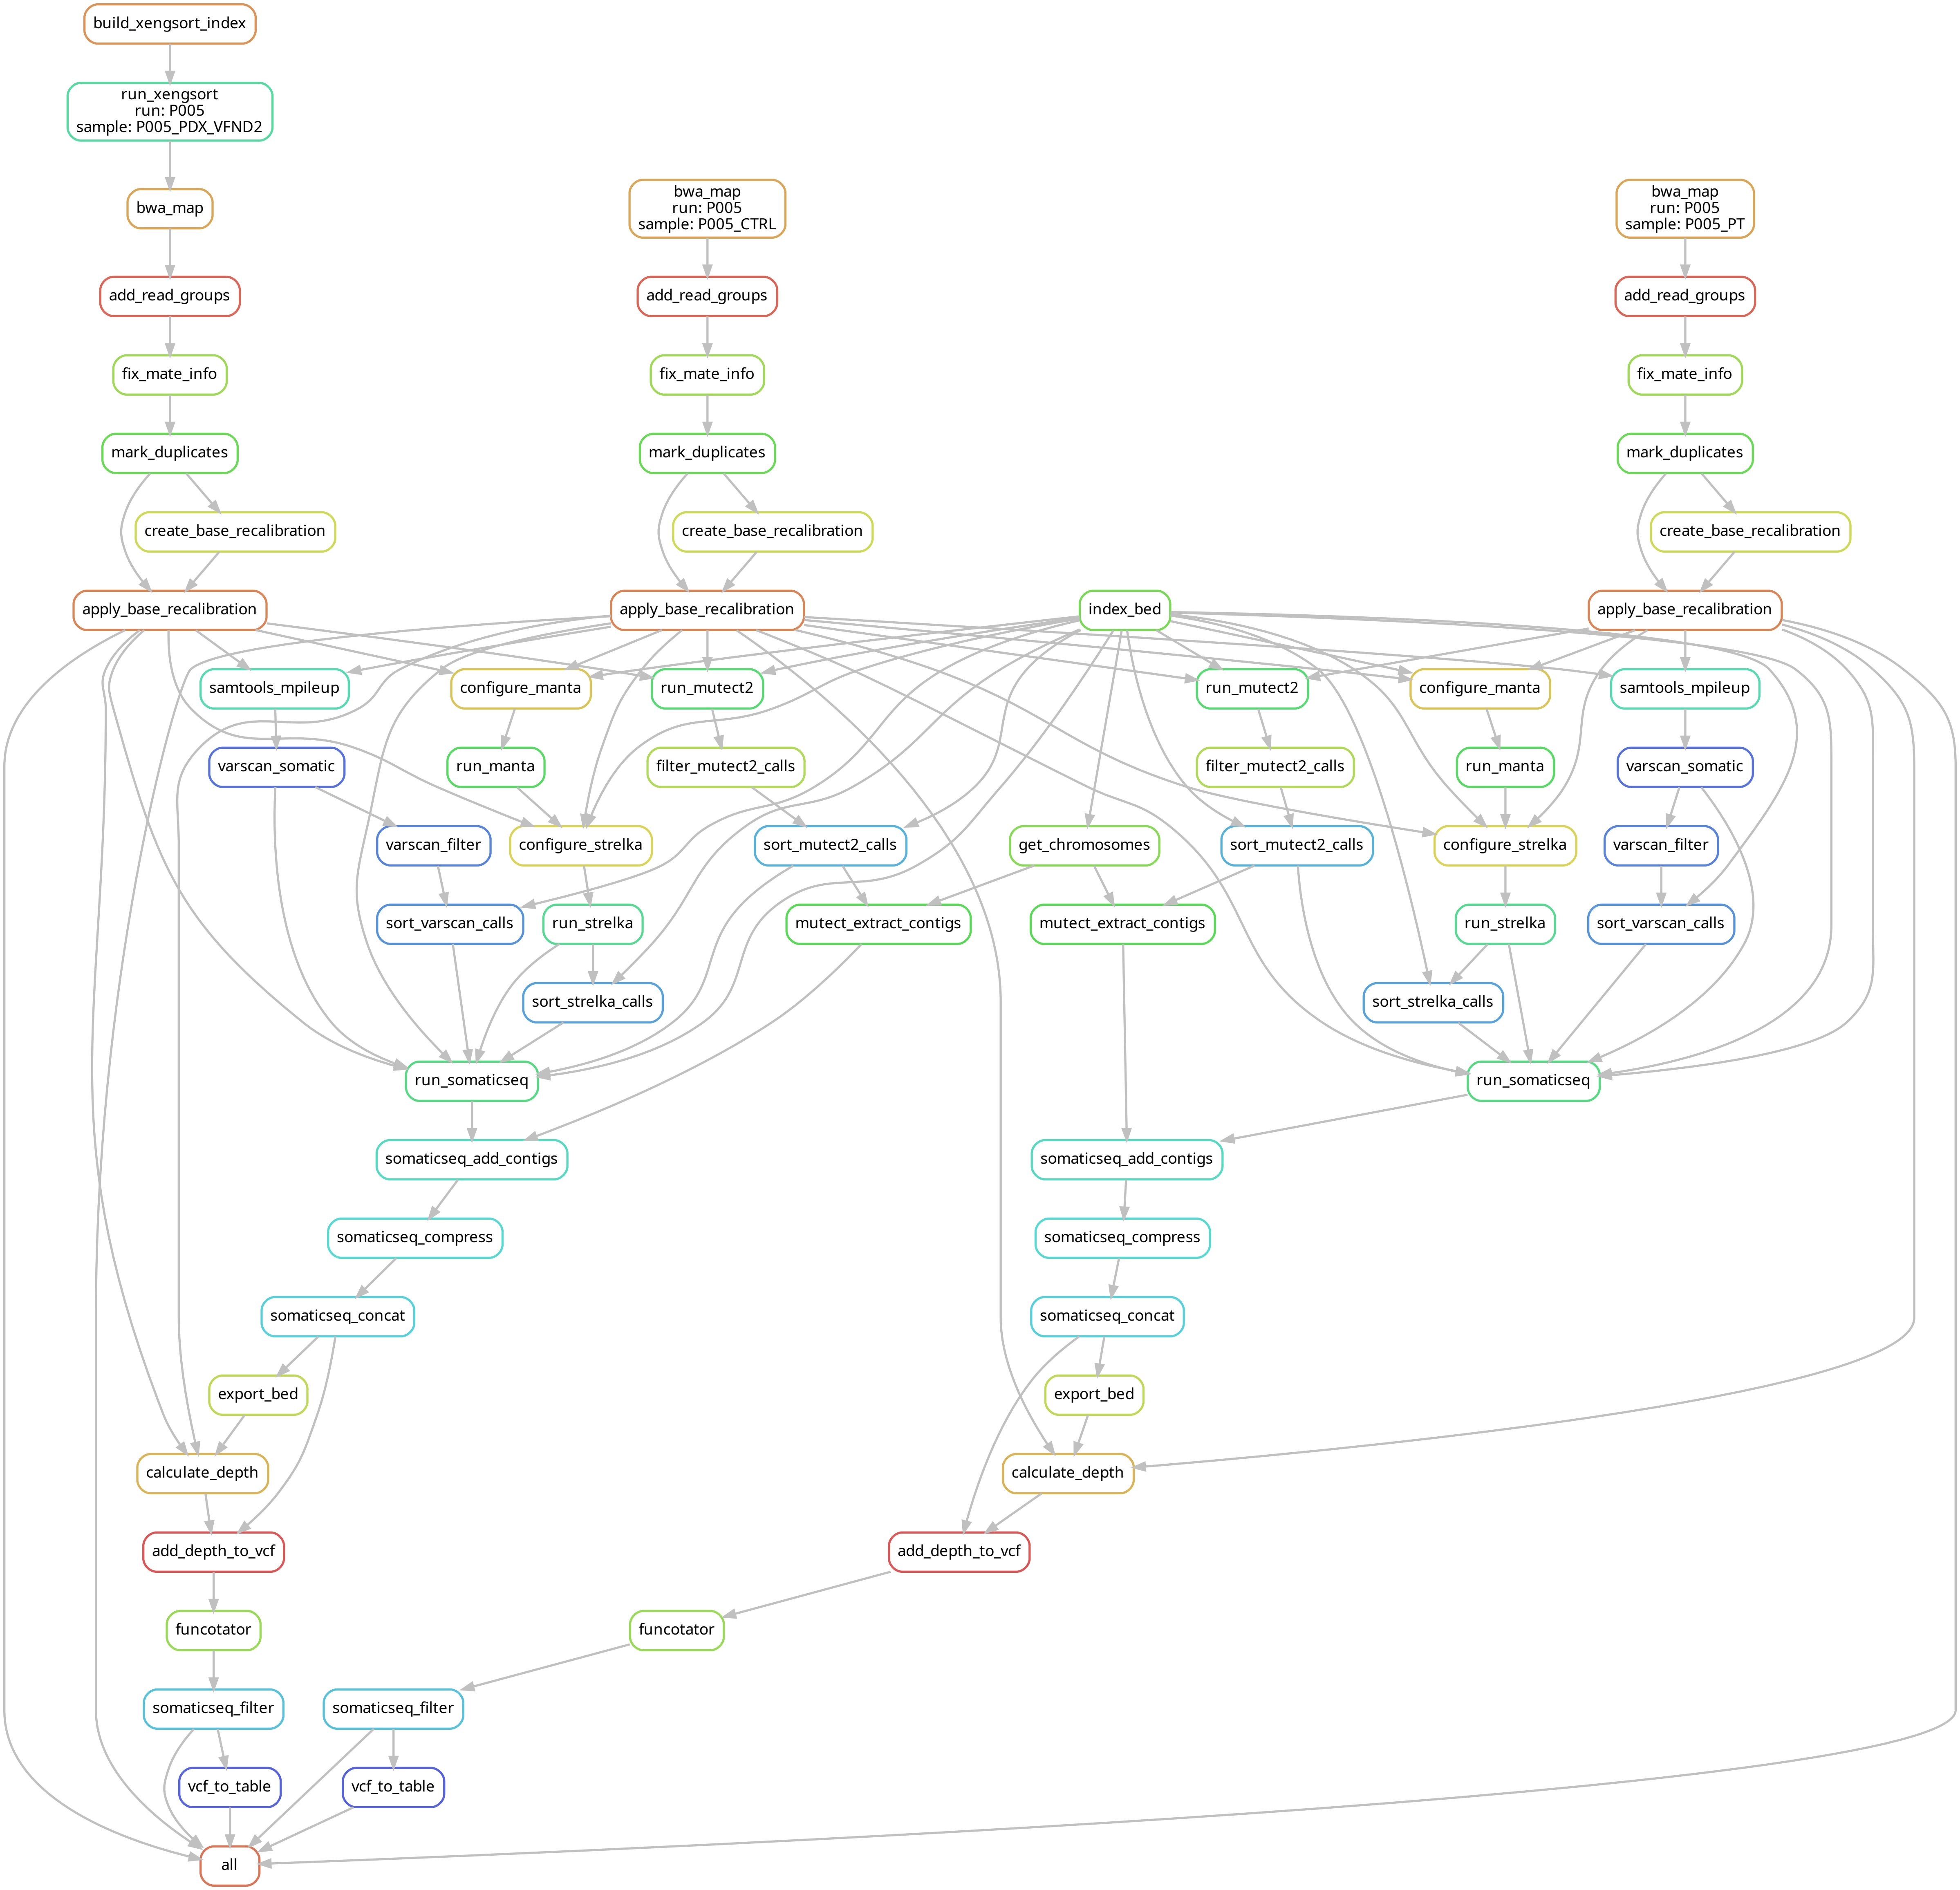 build_xengsort_index
run_xengsort
run: P005
sample: P005_PDX_VFND2
bwa_map
bwa_map
run: P005
sample: P005_CTRL
bwa_map
run: P005
sample: P005_PT
add_read_groups
add_read_groups
add_read_groups
fix_mate_info
fix_mate_info
fix_mate_info
mark_duplicates
mark_duplicates
mark_duplicates
create_base_recalibration
create_base_recalibration
create_base_recalibration
apply_base_recalibration
apply_base_recalibration
index_bed
apply_base_recalibration
samtools_mpileup
configure_manta
run_mutect2
run_mutect2
configure_manta
samtools_mpileup
varscan_somatic
run_manta
filter_mutect2_calls
filter_mutect2_calls
run_manta
varscan_somatic
varscan_filter
configure_strelka
sort_mutect2_calls
get_chromosomes
sort_mutect2_calls
configure_strelka
varscan_filter
sort_varscan_calls
run_strelka
mutect_extract_contigs
mutect_extract_contigs
run_strelka
sort_varscan_calls
sort_strelka_calls
sort_strelka_calls
run_somaticseq
run_somaticseq
somaticseq_add_contigs
somaticseq_add_contigs
somaticseq_compress
somaticseq_compress
somaticseq_concat
somaticseq_concat
export_bed
export_bed
calculate_depth
calculate_depth
add_depth_to_vcf
add_depth_to_vcf
funcotator
funcotator
somaticseq_filter
somaticseq_filter
vcf_to_table
vcf_to_table
all